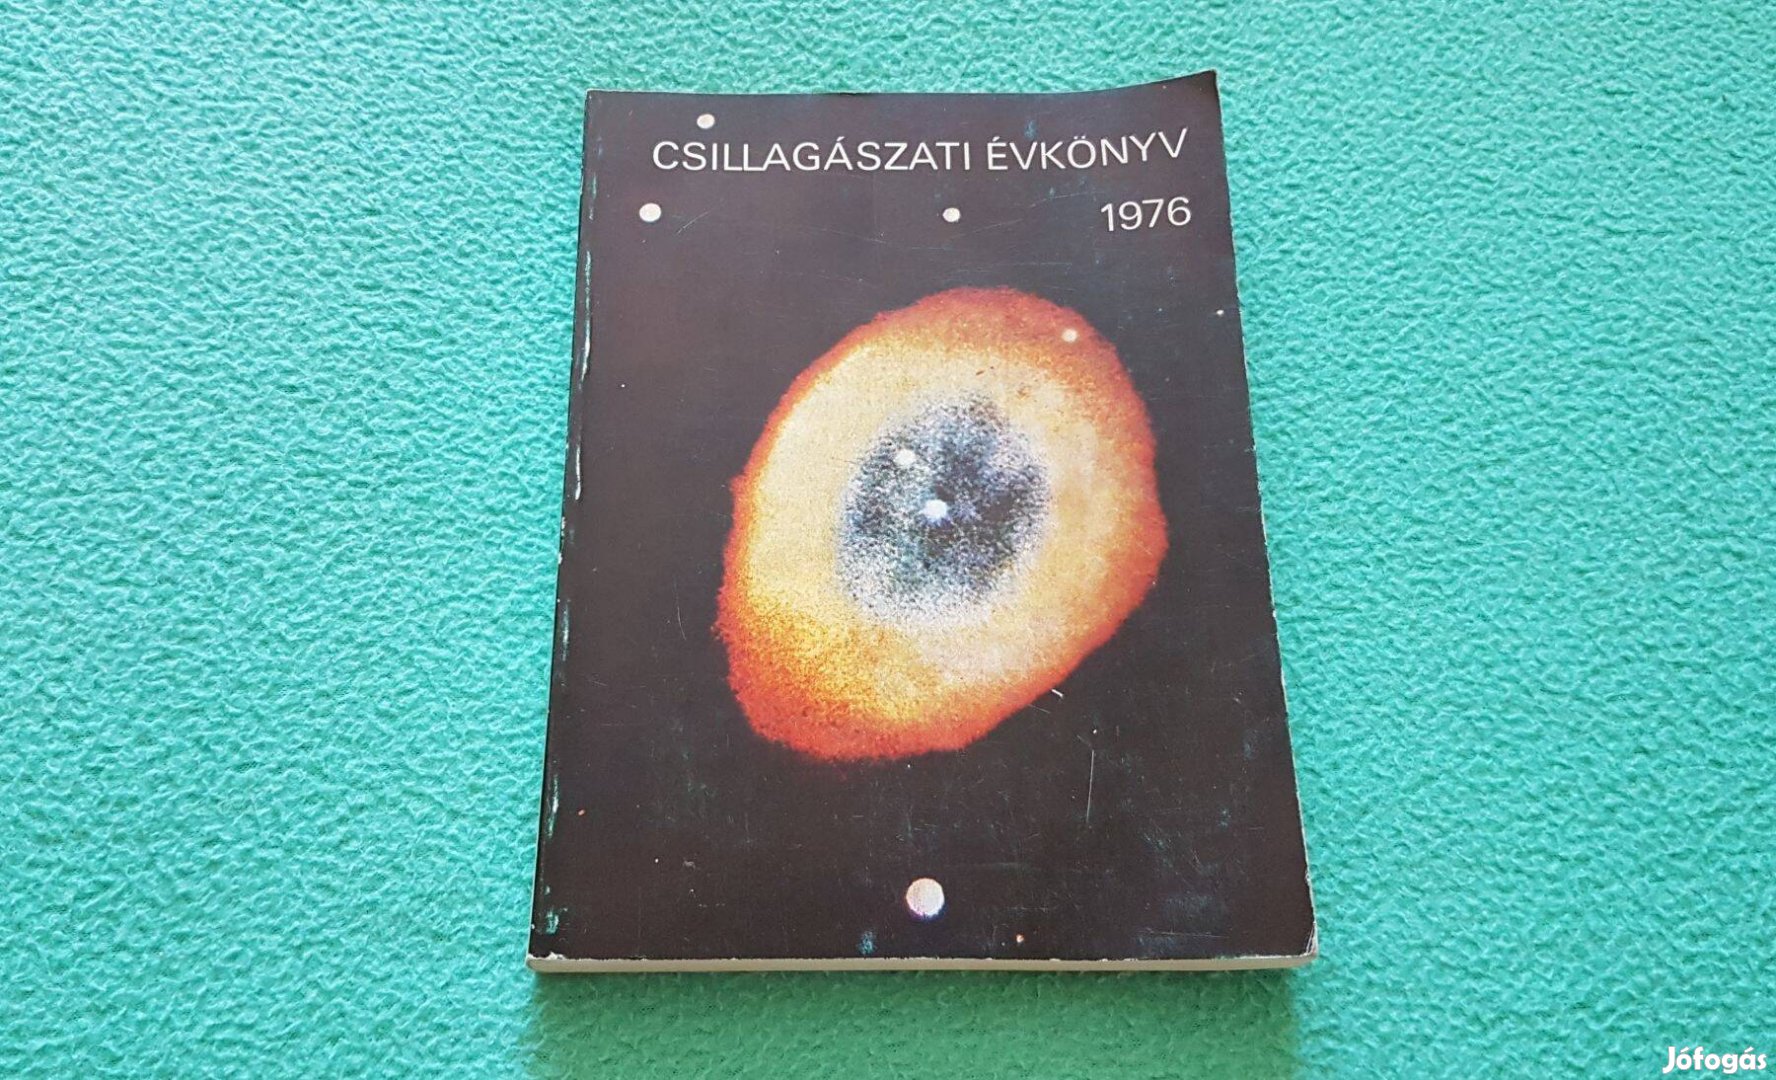 CSILLAGÁSZATI ÉVKÖNYV
1976
Jófogás